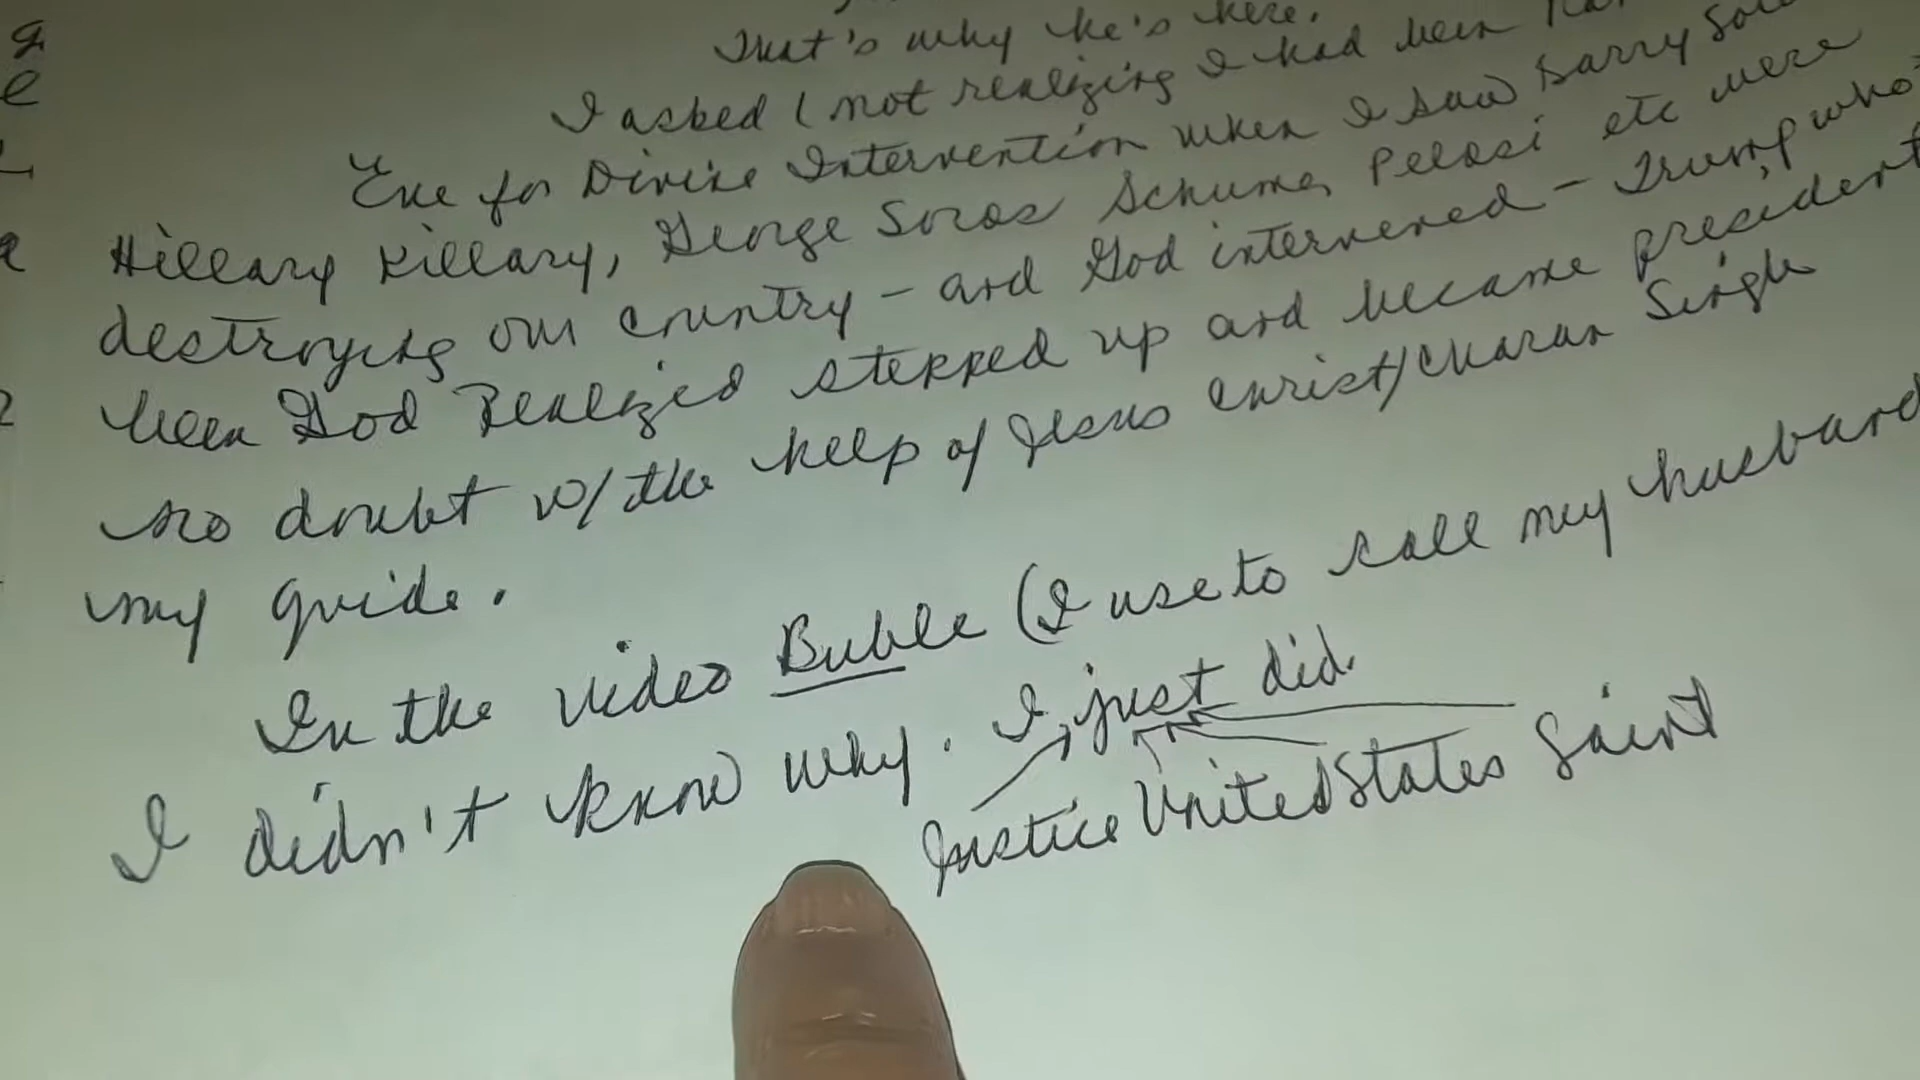 That's why he's here.
I asked (not realizing I had been
Eve for Divine Intervention when I saw Barry
Hillary Killary, George Soros Schumer, Pelosi etc were
destroying our country - and God intervened - Trump who
been God Realized stepped up and became president
no doubt w/ the help of Jesus Christ/Charan Singh
my guide.
In the video Buble (I use to call my husband
I didn't know why. I just did.
Justice United States Saint